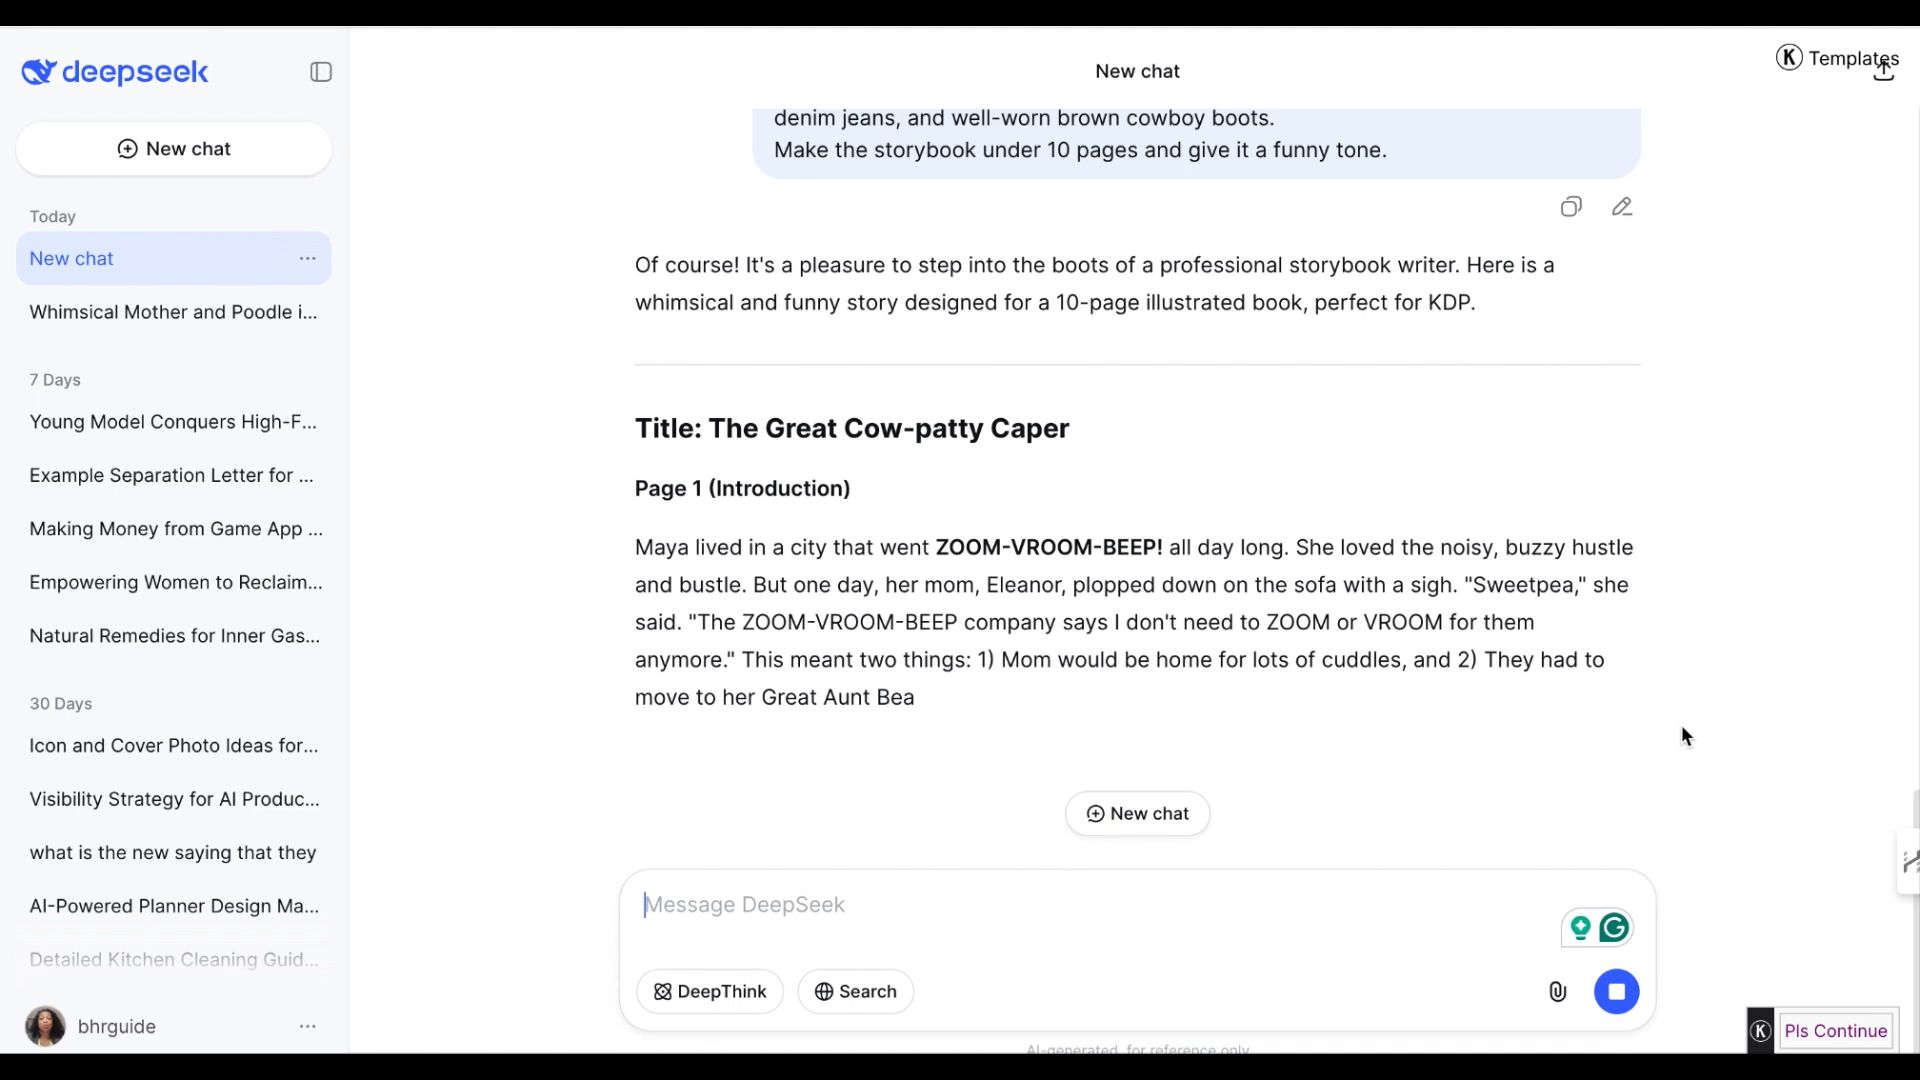 deepseek
New chat
Today
New chat
Whimsical Mother and Poodle i...
7 Days
Young Model Conquers High-F...
Example Separation Letter for ...
Making Money from Game App ...
Empowering Women to Reclaim...
Natural Remedies for Inner Gas...
30 Days
Icon and Cover Photo Ideas for...
Visibility Strategy for AI Produc...
what is the new saying that they
AI-Powered Planner Design Ma...
Detailed Kitchen Cleaning Guid...
bhrguide
New chat
K Templates
denim jeans, and well-worn brown cowboy boots.
Make the storybook under 10 pages and give it a funny tone.
Of course! It's a pleasure to step into the boots of a professional storybook writer. Here is a
whimsical and funny story designed for a 10-page illustrated book, perfect for KDP.
Title: The Great Cow-patty Caper
Page 1 (Introduction)
Maya lived in a city that went ZOOM-VROOM-BEEP! all day long. She loved the noisy, buzzy hustle
and bustle. But one day, her mom, Eleanor, plopped down on the sofa with a sigh. "Sweetpea," she
said. "The ZOOM-VROOM-BEEP company says I don't need to ZOOM or VROOM for them
anymore." This meant two things: 1) Mom would be home for lots of cuddles, and 2) They had to
move to her Great Aunt Bea
New chat
Message DeepSeek
G
DeepThink
Search
AI-generated, for reference only
K Pls Continue